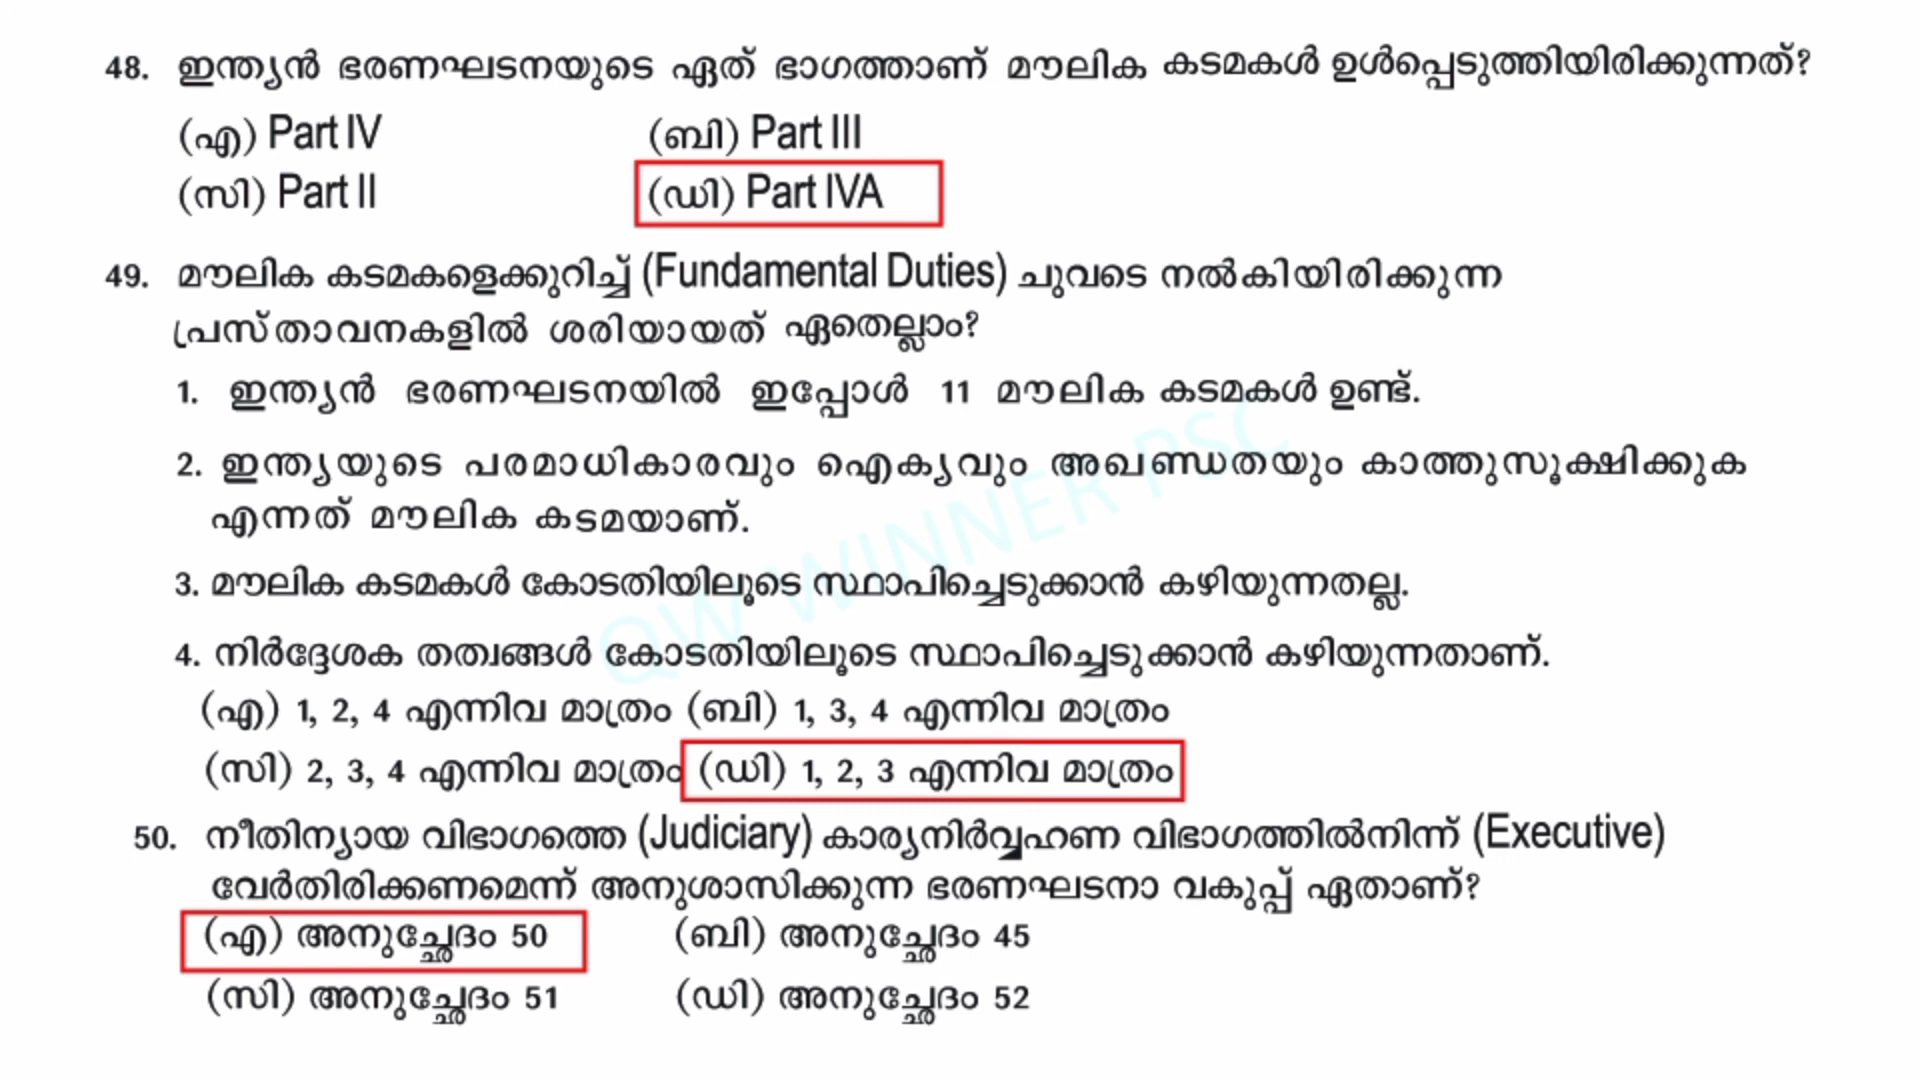 48. ഇന്ത്യൻ ഭരണഘടനയുടെ ഏത് ഭാഗത്താണ് മൗലിക കടമകൾ ഉൾപ്പെടുത്തിയിരിക്കുന്നത്?
(എ) Part IV (ബി) Part III
(സി) Part II (ഡി) Part IVA
49. മൗലിക കടമകളെക്കുറിച്ച് (Fundamental Duties) ചുവടെ നൽകിയിരിക്കുന്ന
പ്രസ്താവനകളിൽ ശരിയായത് ഏതെല്ലാം?
1. ഇന്ത്യൻ ഭരണഘടനയിൽ ഇപ്പോൾ 11 മൗലിക കടമകൾ ഉണ്ട്.
2. ഇന്ത്യയുടെ പരമാധികാരവും ഐക്യവും അഖണ്ഡതയും കാത്തുസൂക്ഷിക്കുക
എന്നത് മൗലിക കടമയാണ്.
3. മൗലിക കടമകൾ കോടതിയിലൂടെ സ്ഥാപിച്ചെടുക്കാൻ കഴിയുന്നതല്ല.
4. നിർദ്ദേശക തത്വങ്ങൾ കോടതിയിലൂടെ സ്ഥാപിച്ചെടുക്കാൻ കഴിയുന്നതാണ്.
(എ) 1, 2, 4 എന്നിവ മാത്രം (ബി) 1, 3, 4 എന്നിവ മാത്രം
(സി) 2, 3, 4 എന്നിവ മാത്രം (ഡി) 1, 2, 3 എന്നിവ മാത്രം
50. നീതിന്യായ വിഭാഗത്തെ (Judiciary) കാര്യനിർവ്വഹണ വിഭാഗത്തിൽനിന്ന് (Executive)
വേർതിരിക്കണമെന്ന് അനുശാസിക്കുന്ന ഭരണഘടനാ വകുപ്പ് ഏതാണ്?
(എ) അനുച്ഛേദം 50 (ബി) അനുച്ഛേദം 45
(സി) അനുച്ഛേദം 51 (ഡി) അനുച്ഛേദം 52
QW WINNER PSC